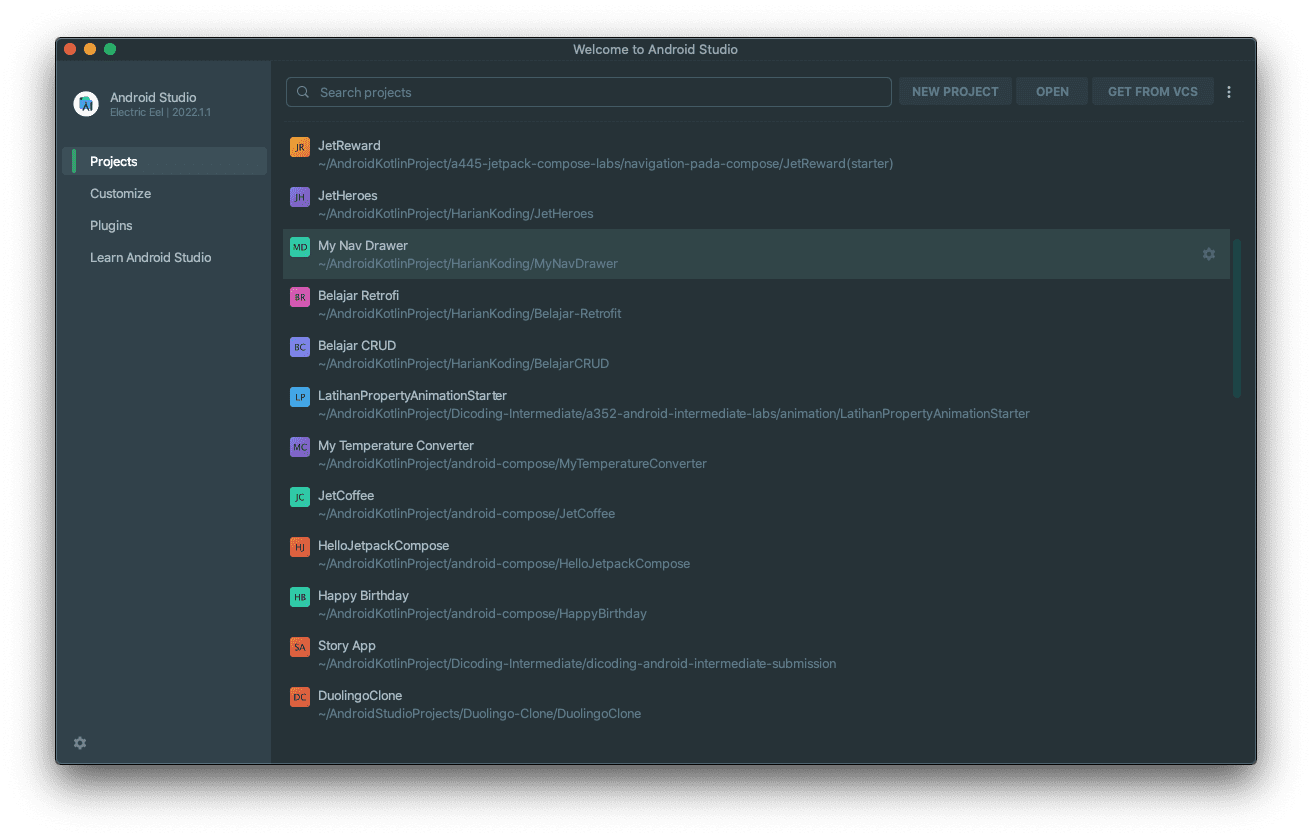 Welcome to Android Studio
Android Studio
Electric Eel | 2022.1.1
Projects
Customize
Plugins
Learn Android Studio
Search projects
NEW PROJECT
OPEN
GET FROM VCS
JR
JetReward
~/AndroidKotlinProject/a445-jetpack-compose-labs/navigation-pada-compose/JetReward(starter)
JH
JetHeroes
~/AndroidKotlinProject/HarianKoding/JetHeroes
MD
My Nav Drawer
~/AndroidKotlinProject/HarianKoding/MyNavDrawer
BR
Belajar Retrofi
~/AndroidKotlinProject/HarianKoding/Belajar-Retrofit
BC
Belajar CRUD
~/AndroidKotlinProject/HarianKoding/BelajarCRUD
LP
LatihanPropertyAnimationStarter
~/AndroidKotlinProject/Dicoding-Intermediate/a352-android-intermediate-labs/animation/LatihanPropertyAnimationStarter
MC
My Temperature Converter
~/AndroidKotlinProject/android-compose/MyTemperatureConverter
JC
JetCoffee
~/AndroidKotlinProject/android-compose/JetCoffee
HJ
HelloJetpackCompose
~/AndroidKotlinProject/android-compose/HelloJetpackCompose
HB
Happy Birthday
~/AndroidKotlinProject/android-compose/HappyBirthday
SA
Story App
~/AndroidKotlinProject/Dicoding-Intermediate/dicoding-android-intermediate-submission
DC
DuolingoClone
~/AndroidStudioProjects/Duolingo-Clone/DuolingoClone